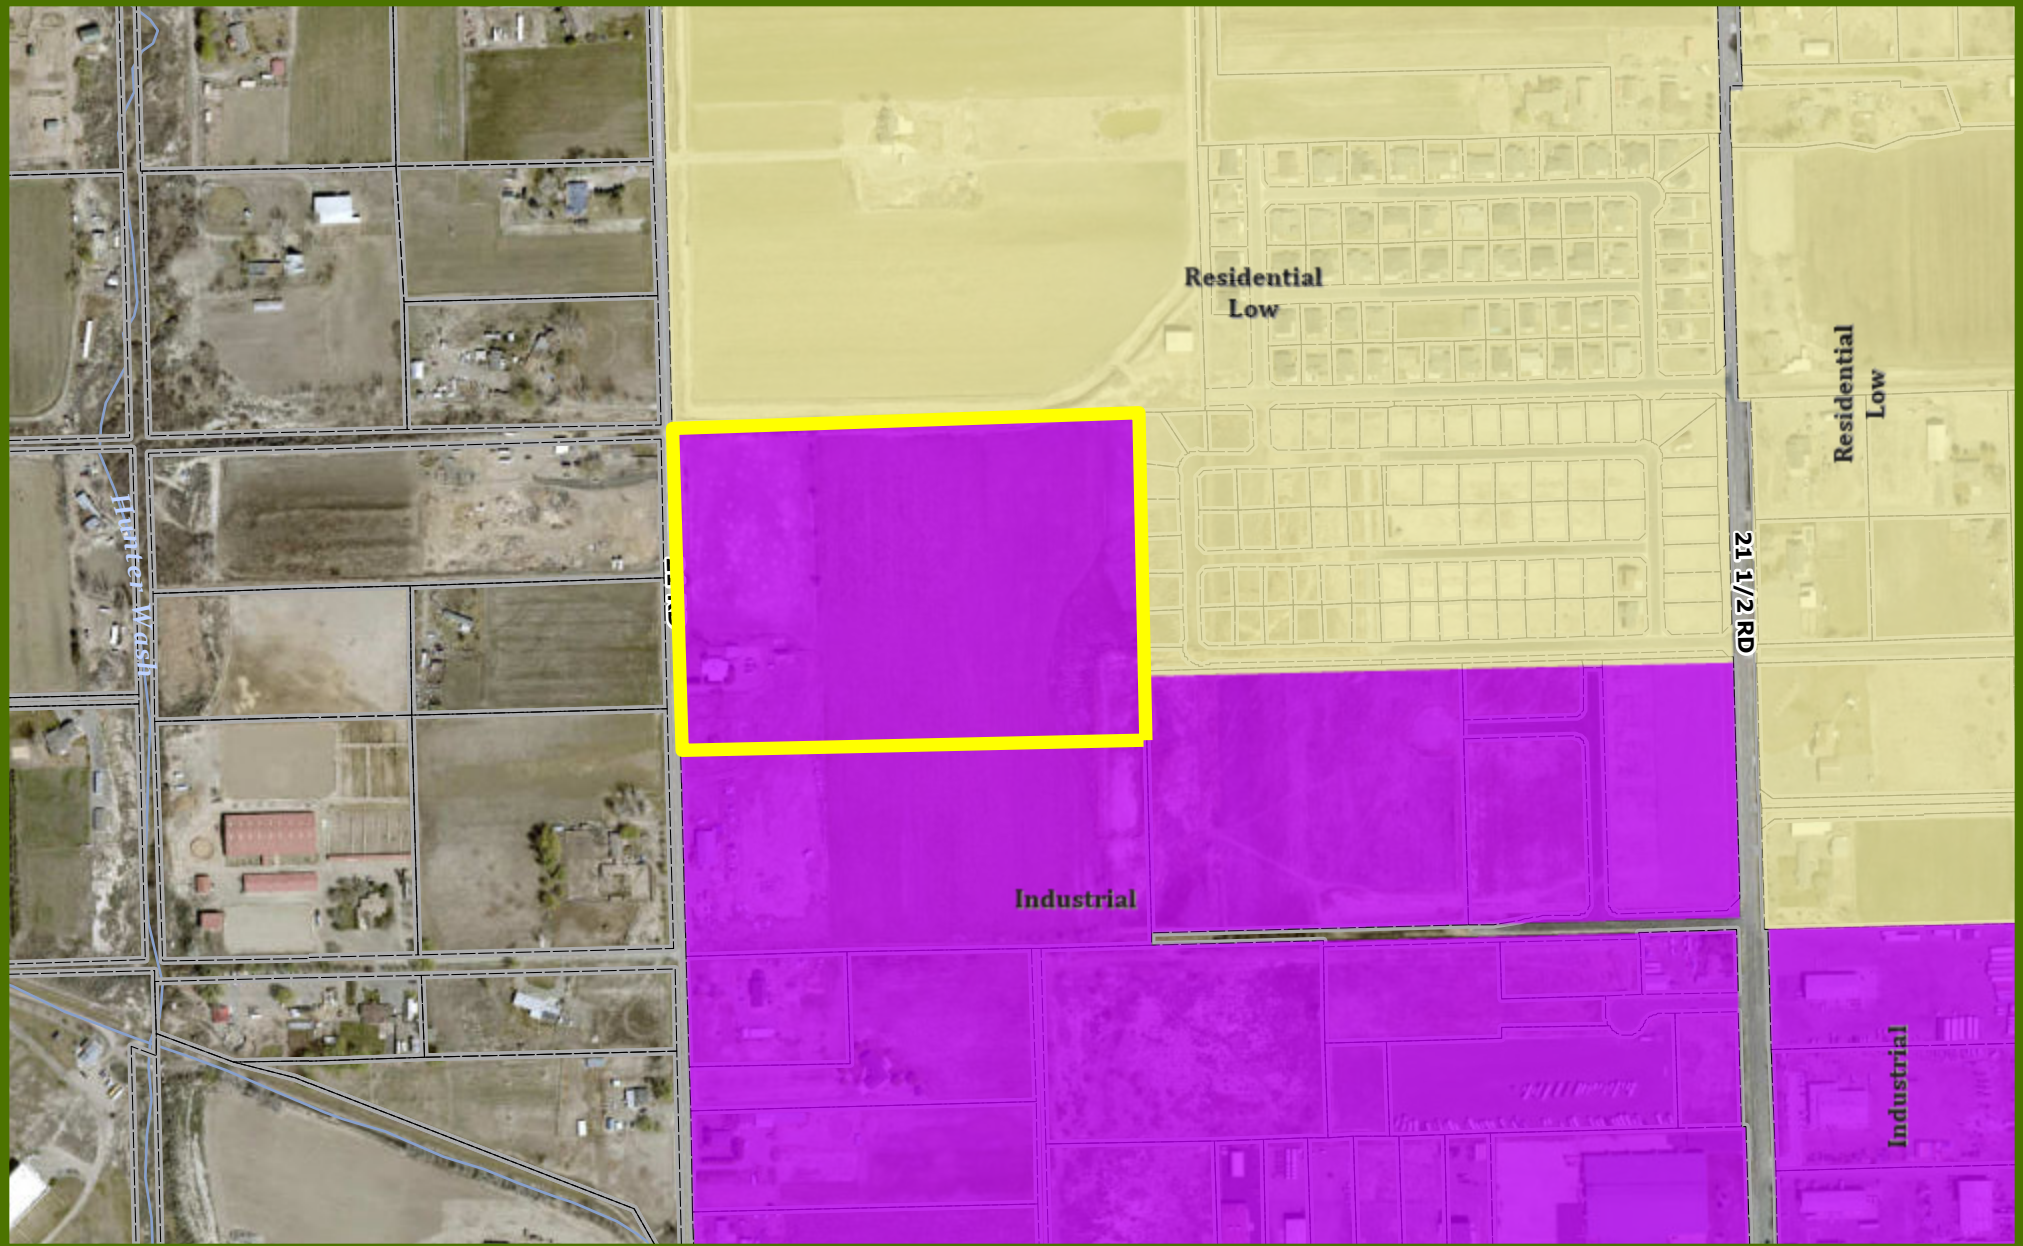 Residential
Low
Residential
Low
Hunter Wash
21 1/2 RD
Industrial
Industrial